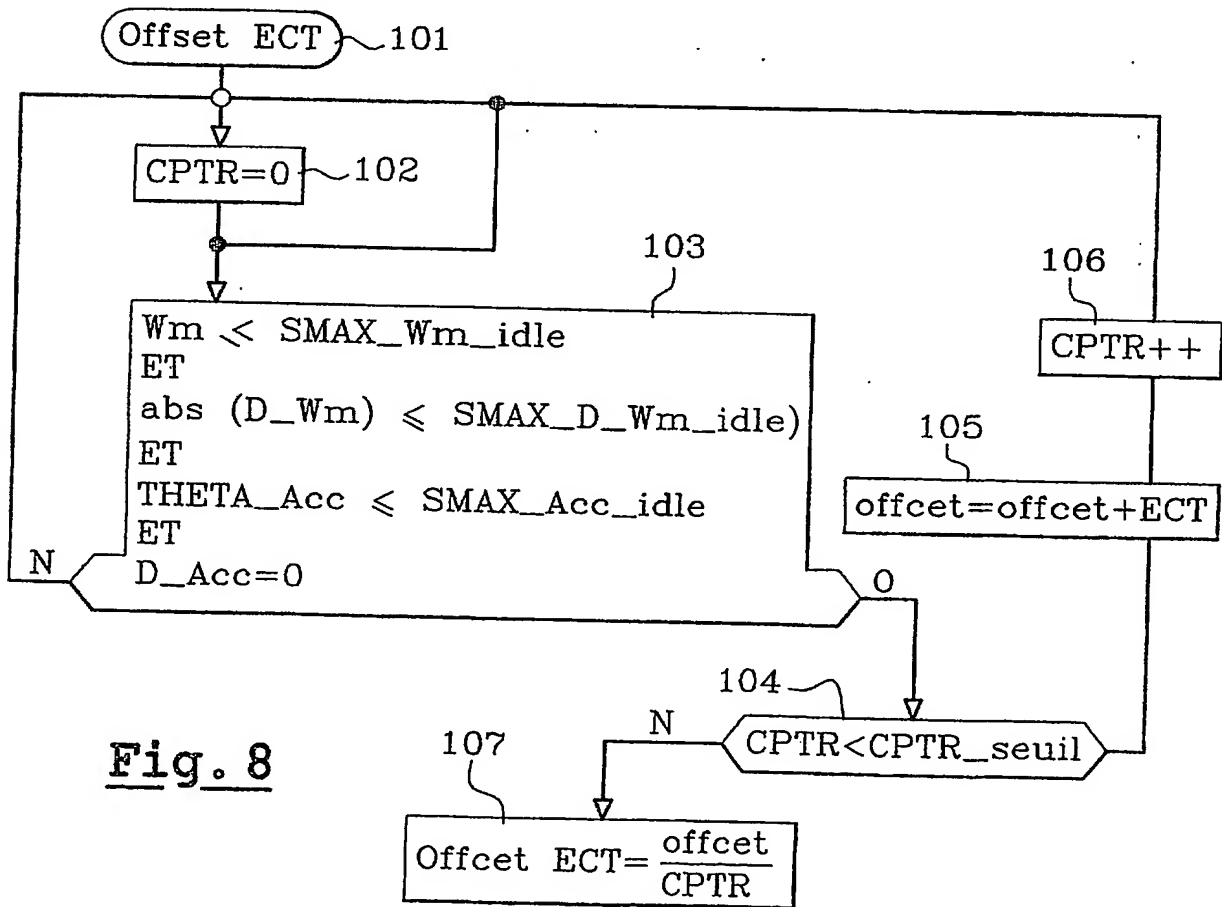 Offset ECT 101
CPTR=0 102
103
Wm ⩽ SMAX_Wm_idle
ET
abs (D_Wm) ⩽ SMAX_D_Wm_idle)
ET
THETA_Acc ⩽ SMAX_Acc_idle
ET
D_Acc=0
N
O
106
CPTR++
105
offcet=offcet+ECT
104
CPTR<CPTR_seuil
N
107
Offcet ECT= offcet
CPTR
Fig. 8